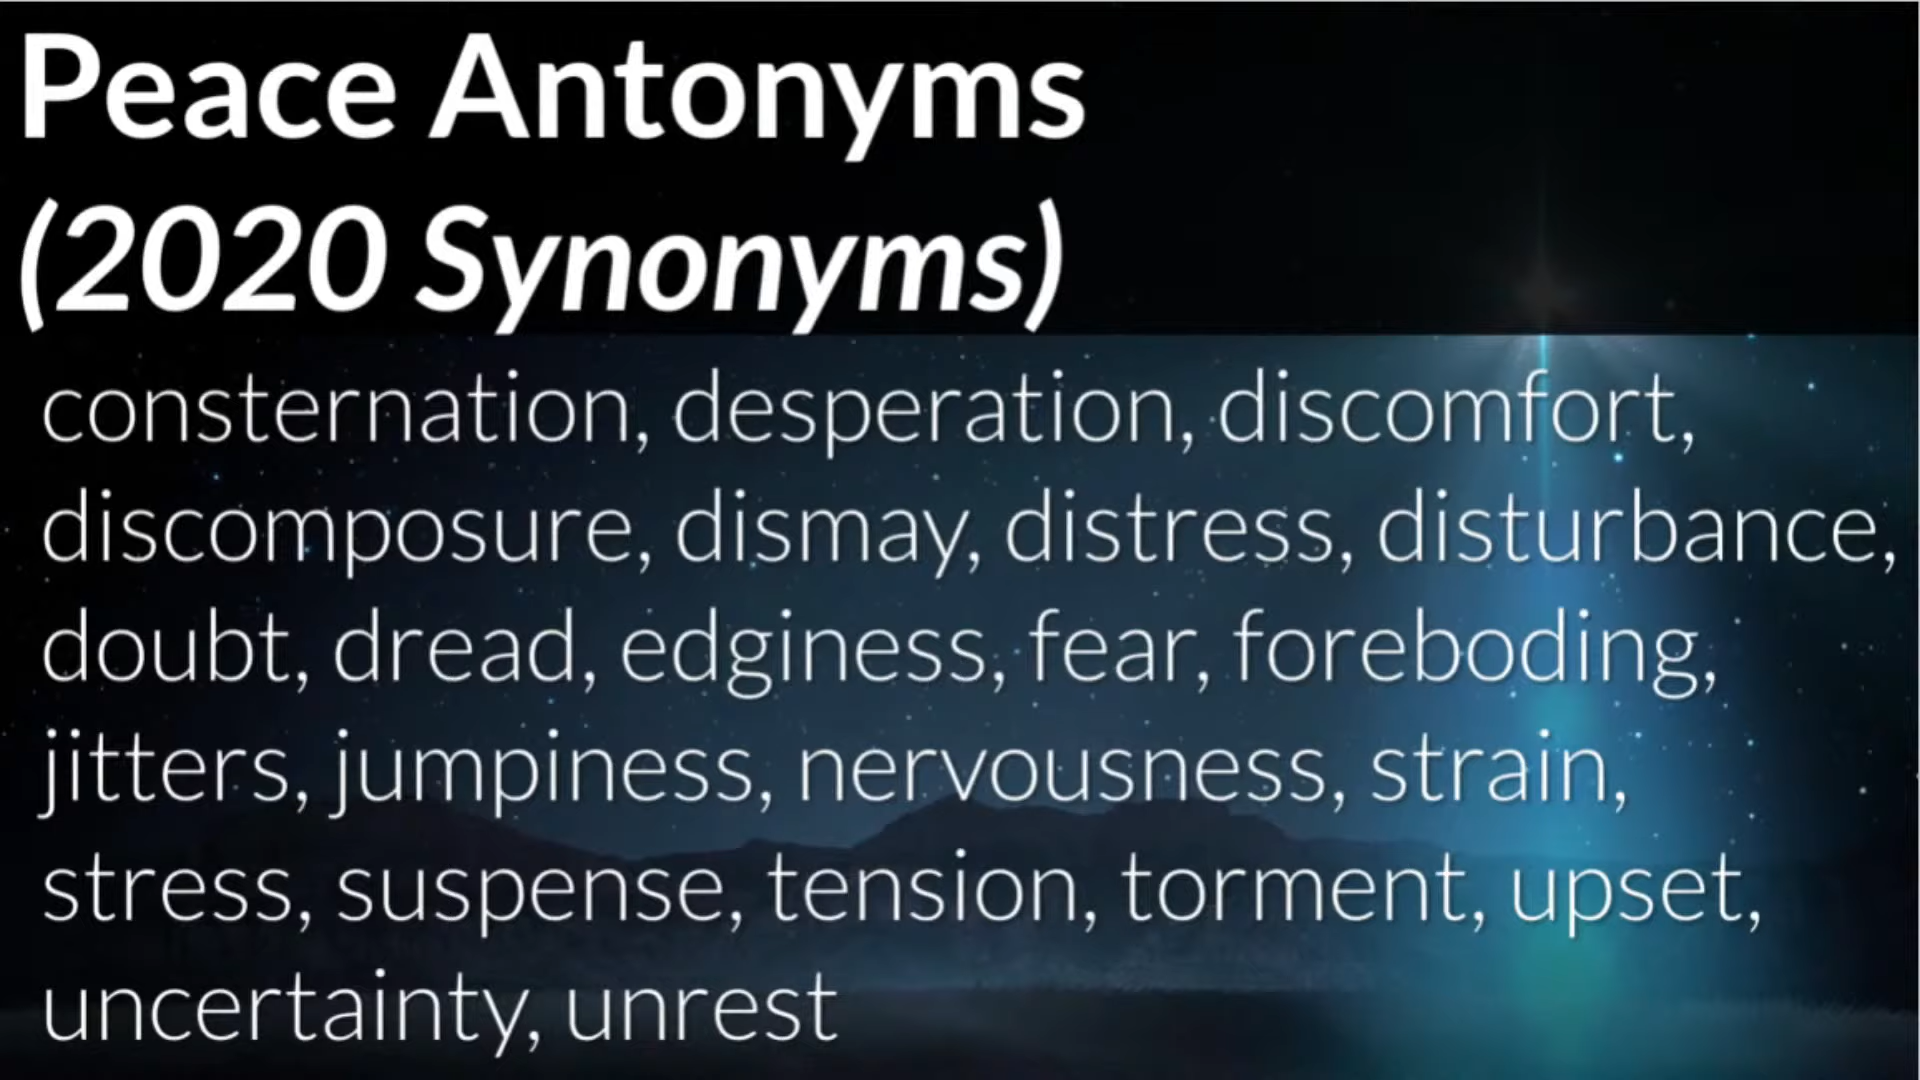 Peace Antonyms
(2020 Synonyms)
consternation, desperation, discomfort,
discomposure, dismay, distress, disturbance,
doubt, dread, edginess, fear, foreboding,
jitters, jumpiness, nervousness, strain,
stress, suspense, tension, torment, upset,
uncertainty, unrest